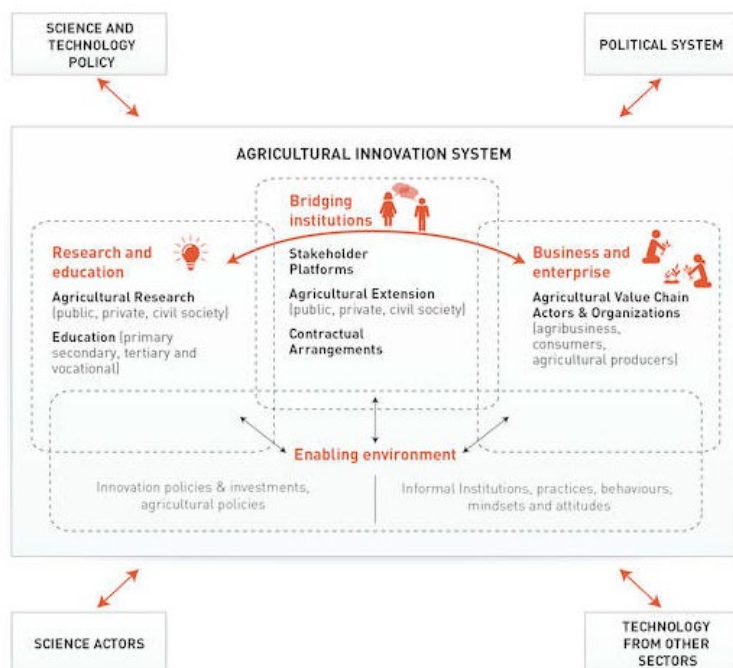 SCIENCE AND
TECHNOLOGY
POLICY
POLITICAL SYSTEM
AGRICULTURAL INNOVATION SYSTEM
Bridging
institutions
Research and
education
Business and
enterprise
Stakeholder
Platforms
Agricultural Research
(public, private, civil society)
Agricultural Extension
(public, private, civil society)
Agricultural Value Chain
Actors & Organizations
(agribusiness,
consumers,
agricultural producers)
Education (primary
secondary, tertiary and
vocational)
Contractual
Arrangements
Enabling environment
Innovation policies & investments,
agricultural policies
Informal Institutions, practices, behaviours,
mindsets and attitudes
SCIENCE ACTORS
TECHNOLOGY
FROM OTHER
SECTORS